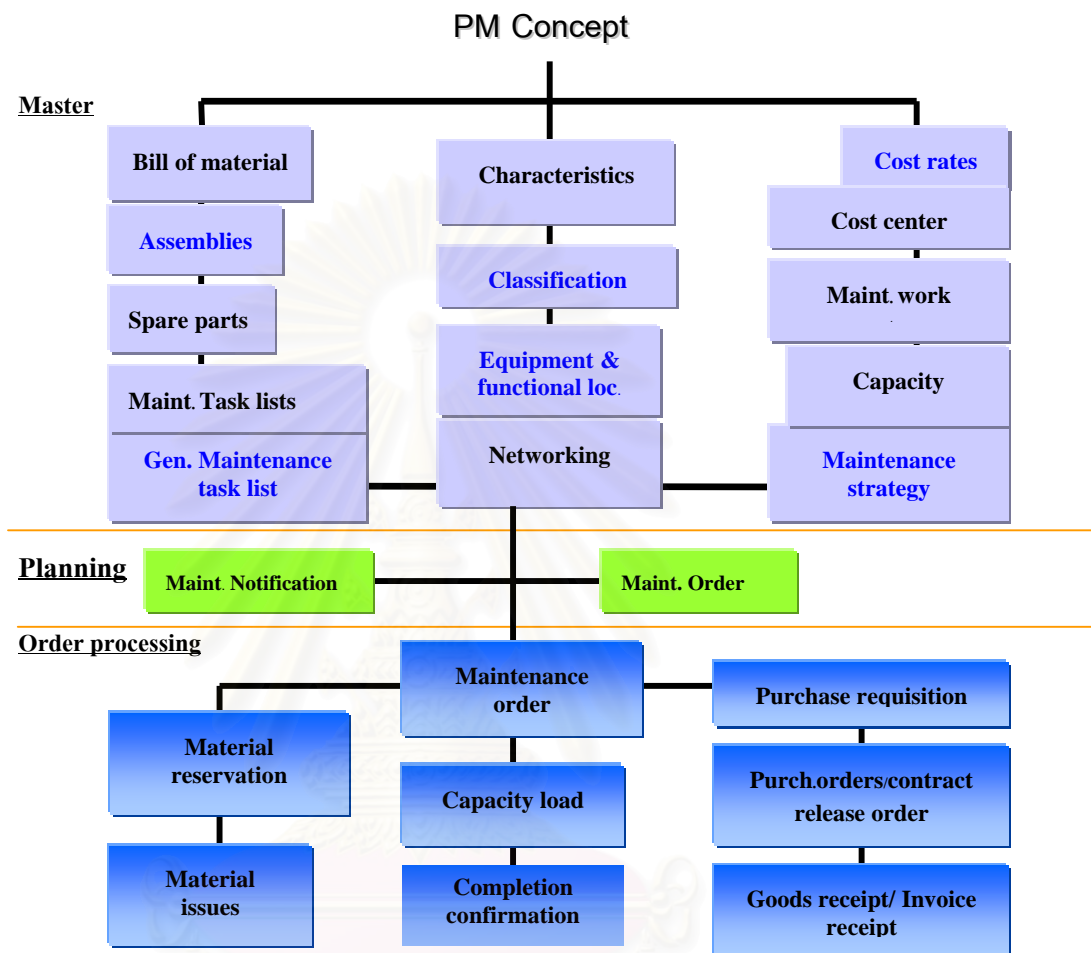 PM Concept
Master
Bill of material
Assemblies
Spare parts
Maint. Task lists
Gen. Maintenance
task list
Characteristics
Classification
Equipment &
functional loc.
Networking
Cost rates
Cost center
Maint. work
.
Capacity
Maintenance
strategy
Planning
Maint. Notification
Maint. Order
Order processing
Maintenance
order
Material
reservation
Material
issues
Capacity load
Completion
confirmation
Purchase requisition
Purch.orders/contract
release order
Goods receipt/ Invoice
receipt